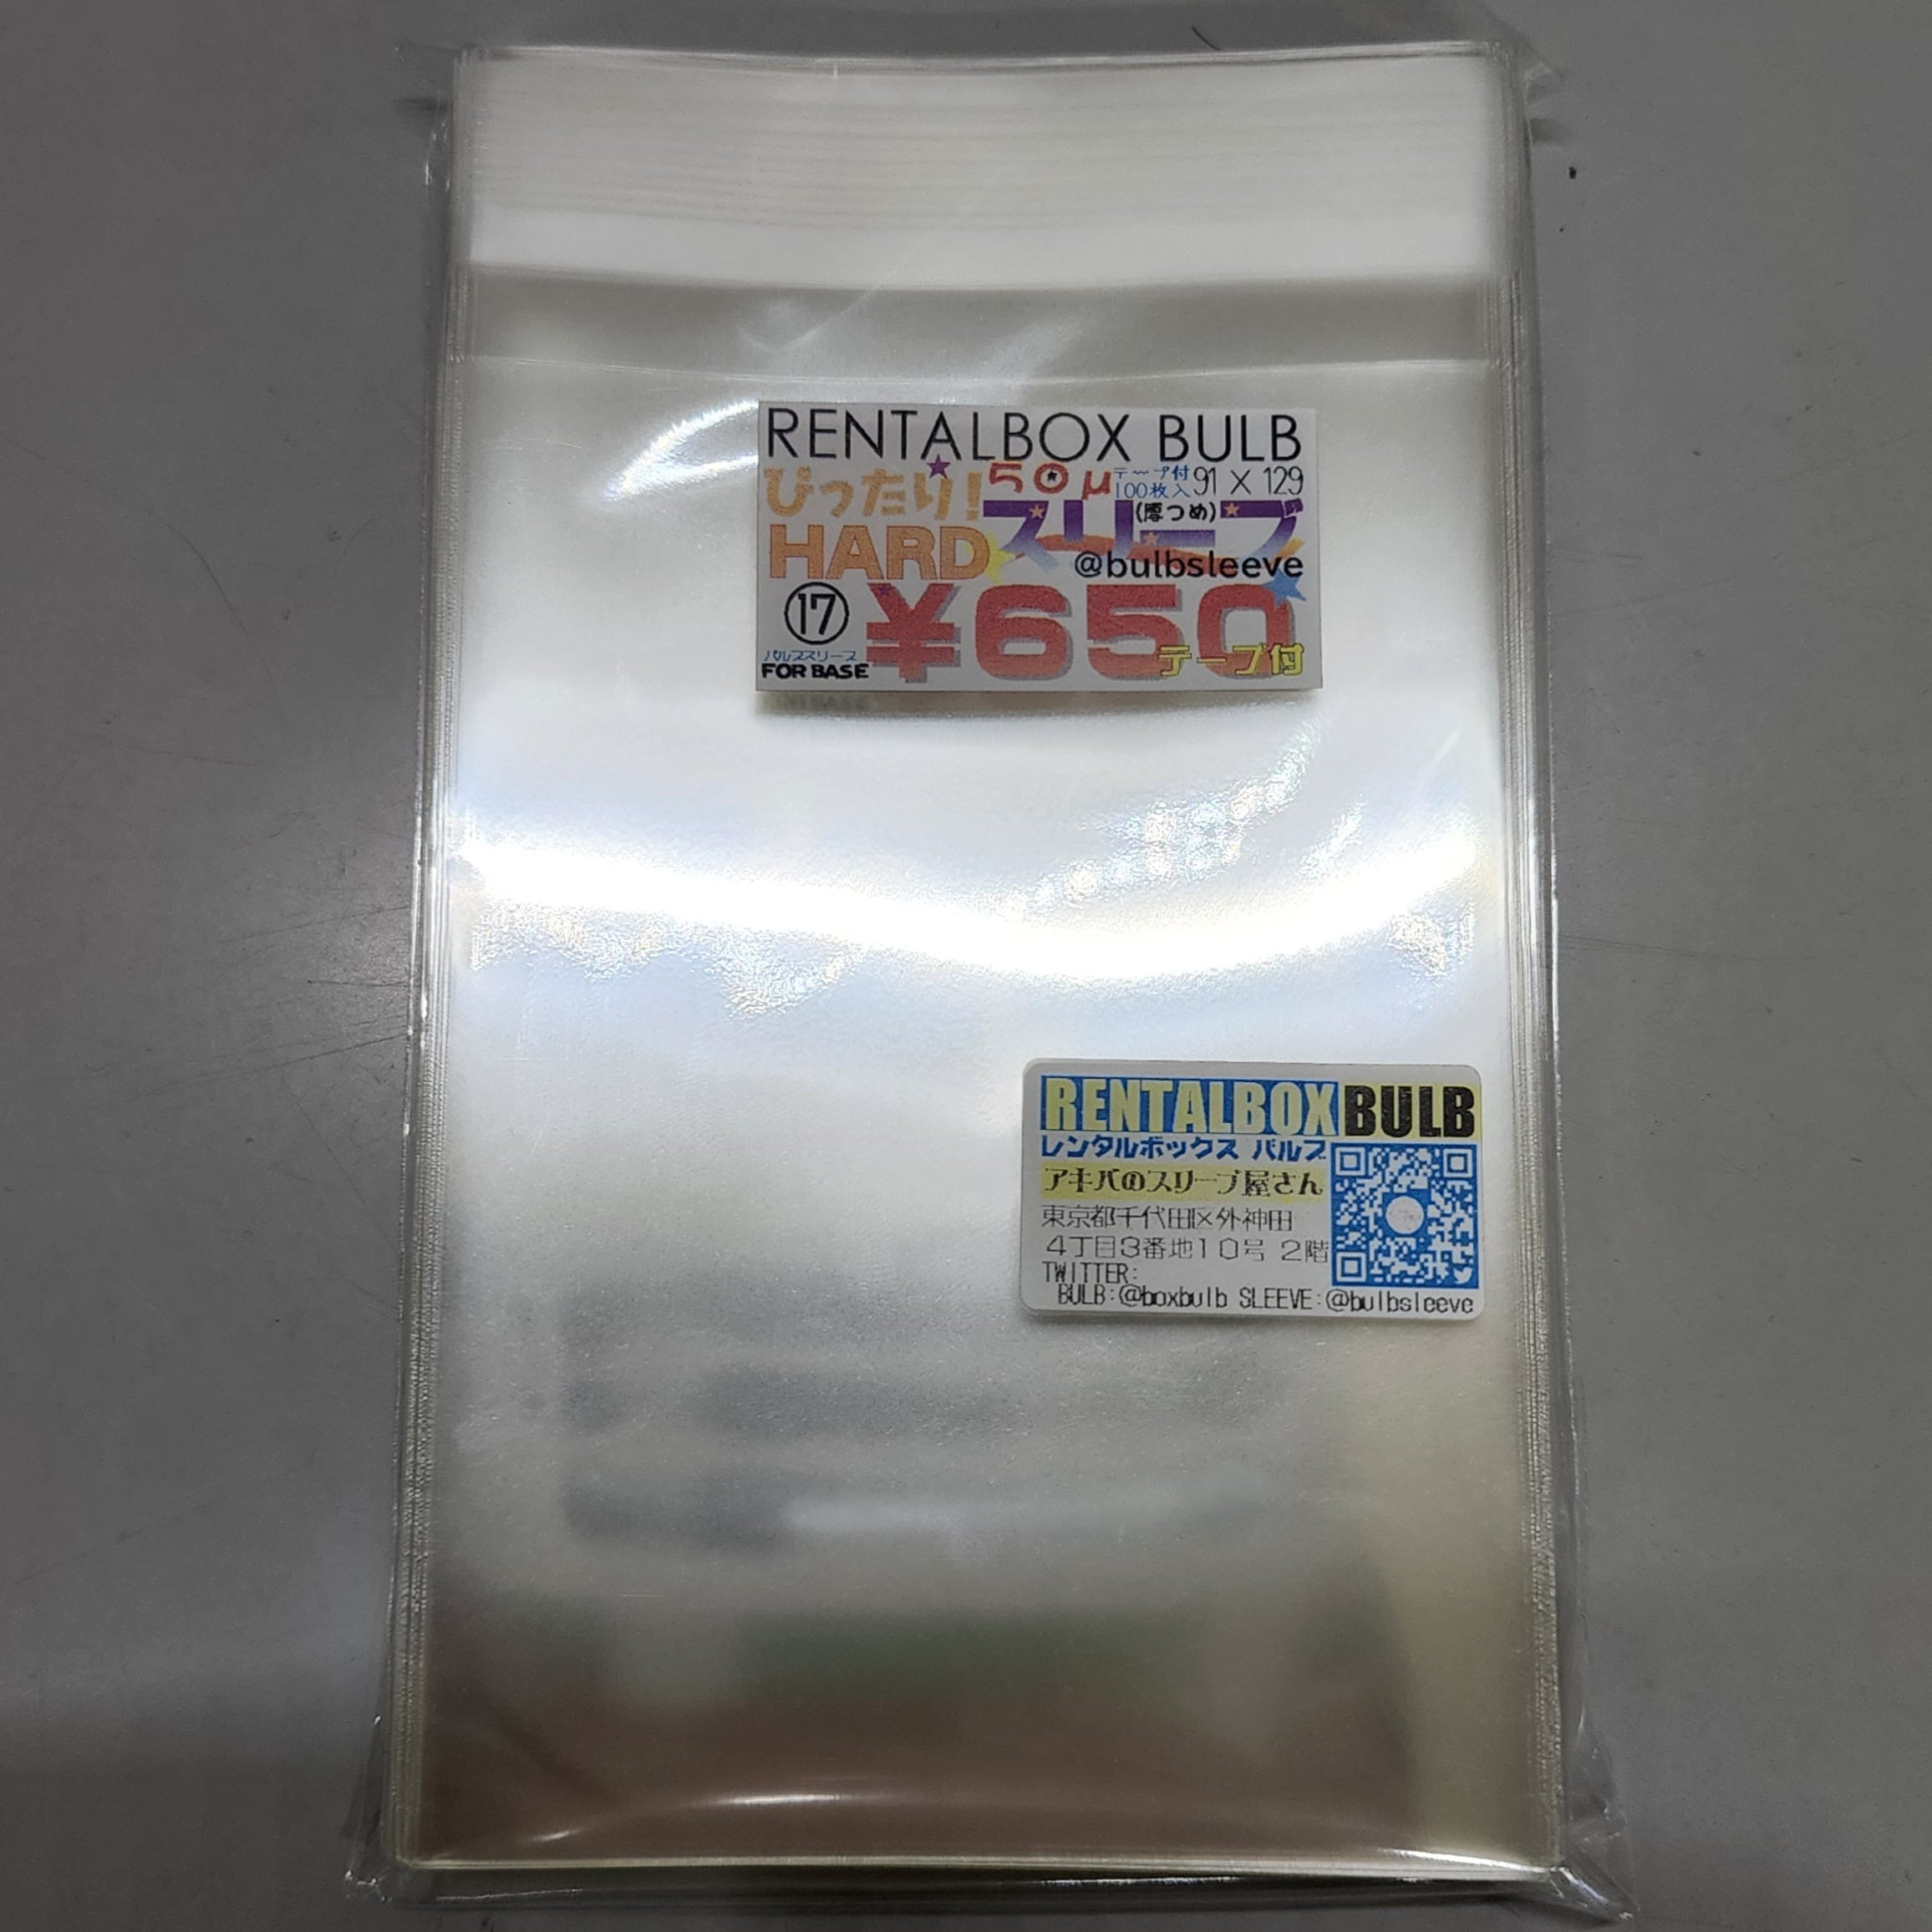 RENTALBOX BULB
ぴったり! 50μ テープ付 100枚入 91 X 129
HARD スリーブ (厚つめ)
@bulbsleeve
⑰ ¥650
バルブスリーブ
FOR BASE テープ付
RENTALBOX BULB
レンタルボックス バルブ
アキバのスリーブ屋さん
東京都千代田区外神田
4丁目3番地10号 2階
TWITTER:
BULB:@boxbulb SLEEVE:@bulbsleeve